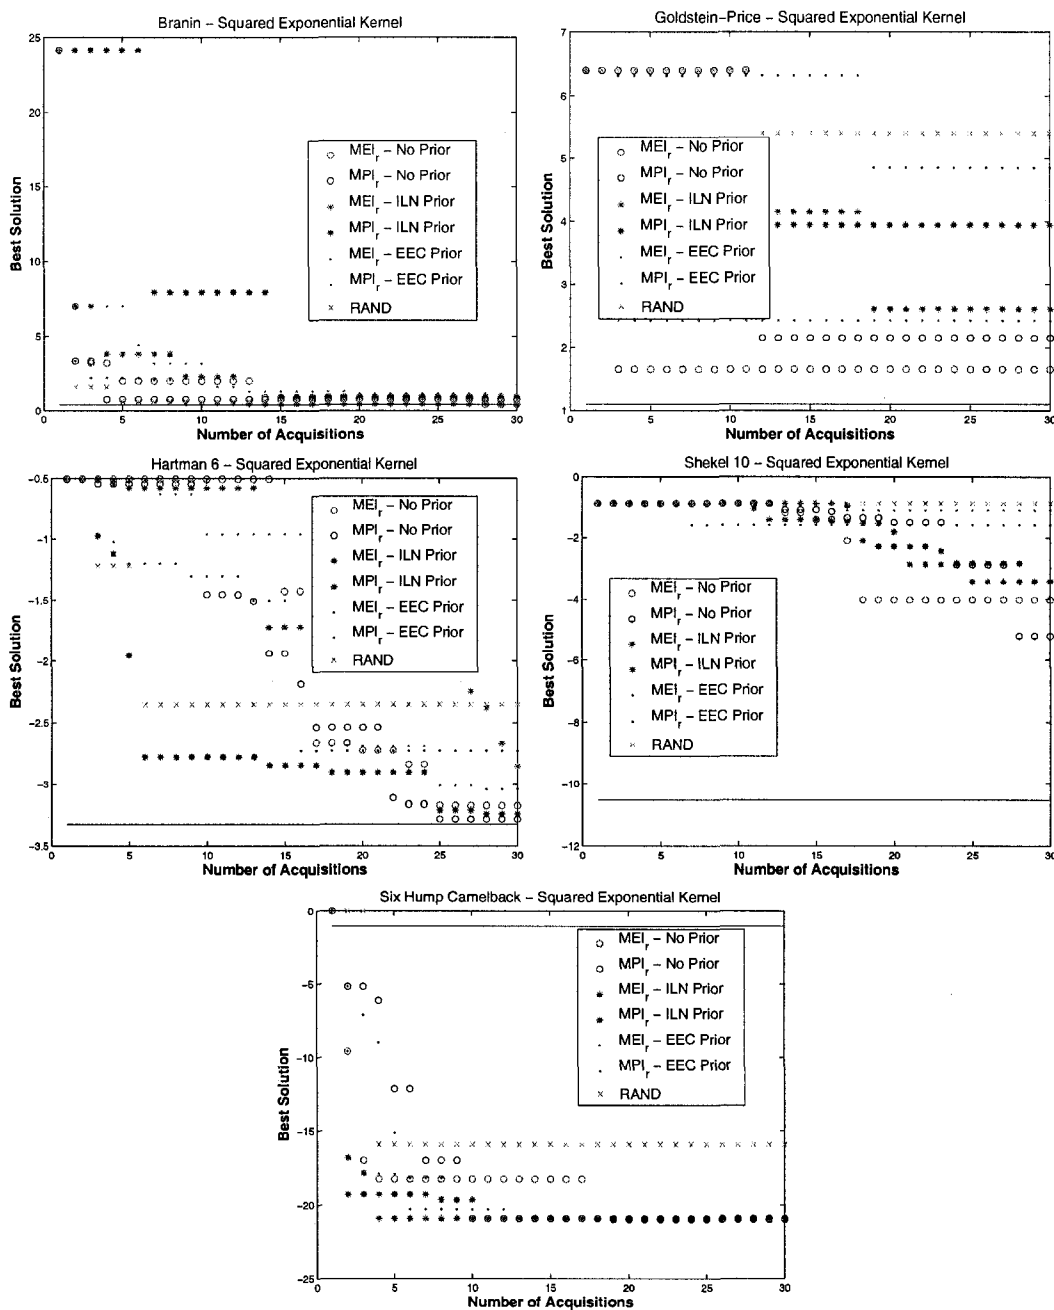 Branin – Squared Exponential Kernel
25
20
15
10
5
0
Best Solution
MEI_r – No Prior
MPI_r – No Prior
MEI_r – ILN Prior
MPI_r – ILN Prior
MEI_r – EEC Prior
MPI_r – EEC Prior
RAND
0 5 10 15 20 25 30
Number of Acquisitions
Goldstein–Price – Squared Exponential Kernel
7
6
5
4
3
2
1
Best Solution
MEI_r – No Prior
MPI_r – No Prior
MEI_r – ILN Prior
MPI_r – ILN Prior
MEI_r – EEC Prior
MPI_r – EEC Prior
RAND
0 5 10 15 20 25 30
Number of Acquisitions
Hartman 6 – Squared Exponential Kernel
−0.5
−1
−1.5
−2
−2.5
−3
−3.5
Best Solution
MEI_r – No Prior
MPI_r – No Prior
MEI_r – ILN Prior
MPI_r – ILN Prior
MEI_r – EEC Prior
MPI_r – EEC Prior
RAND
0 5 10 15 20 25 30
Number of Acquisitions
Shekel 10 – Squared Exponential Kernel
0
−2
−4
−6
−8
−10
−12
Best Solution
MEI_r – No Prior
MPI_r – No Prior
MEI_r – ILN Prior
MPI_r – ILN Prior
MEI_r – EEC Prior
MPI_r – EEC Prior
RAND
0 5 10 15 20 25 30
Number of Acquisitions
Six Hump Camelback – Squared Exponential Kernel
0
−5
−10
−15
−20
−25
Best Solution
MEI_r – No Prior
MPI_r – No Prior
MEI_r – ILN Prior
MPI_r – ILN Prior
MEI_r – EEC Prior
MPI_r – EEC Prior
RAND
0 5 10 15 20 25 30
Number of Acquisitions